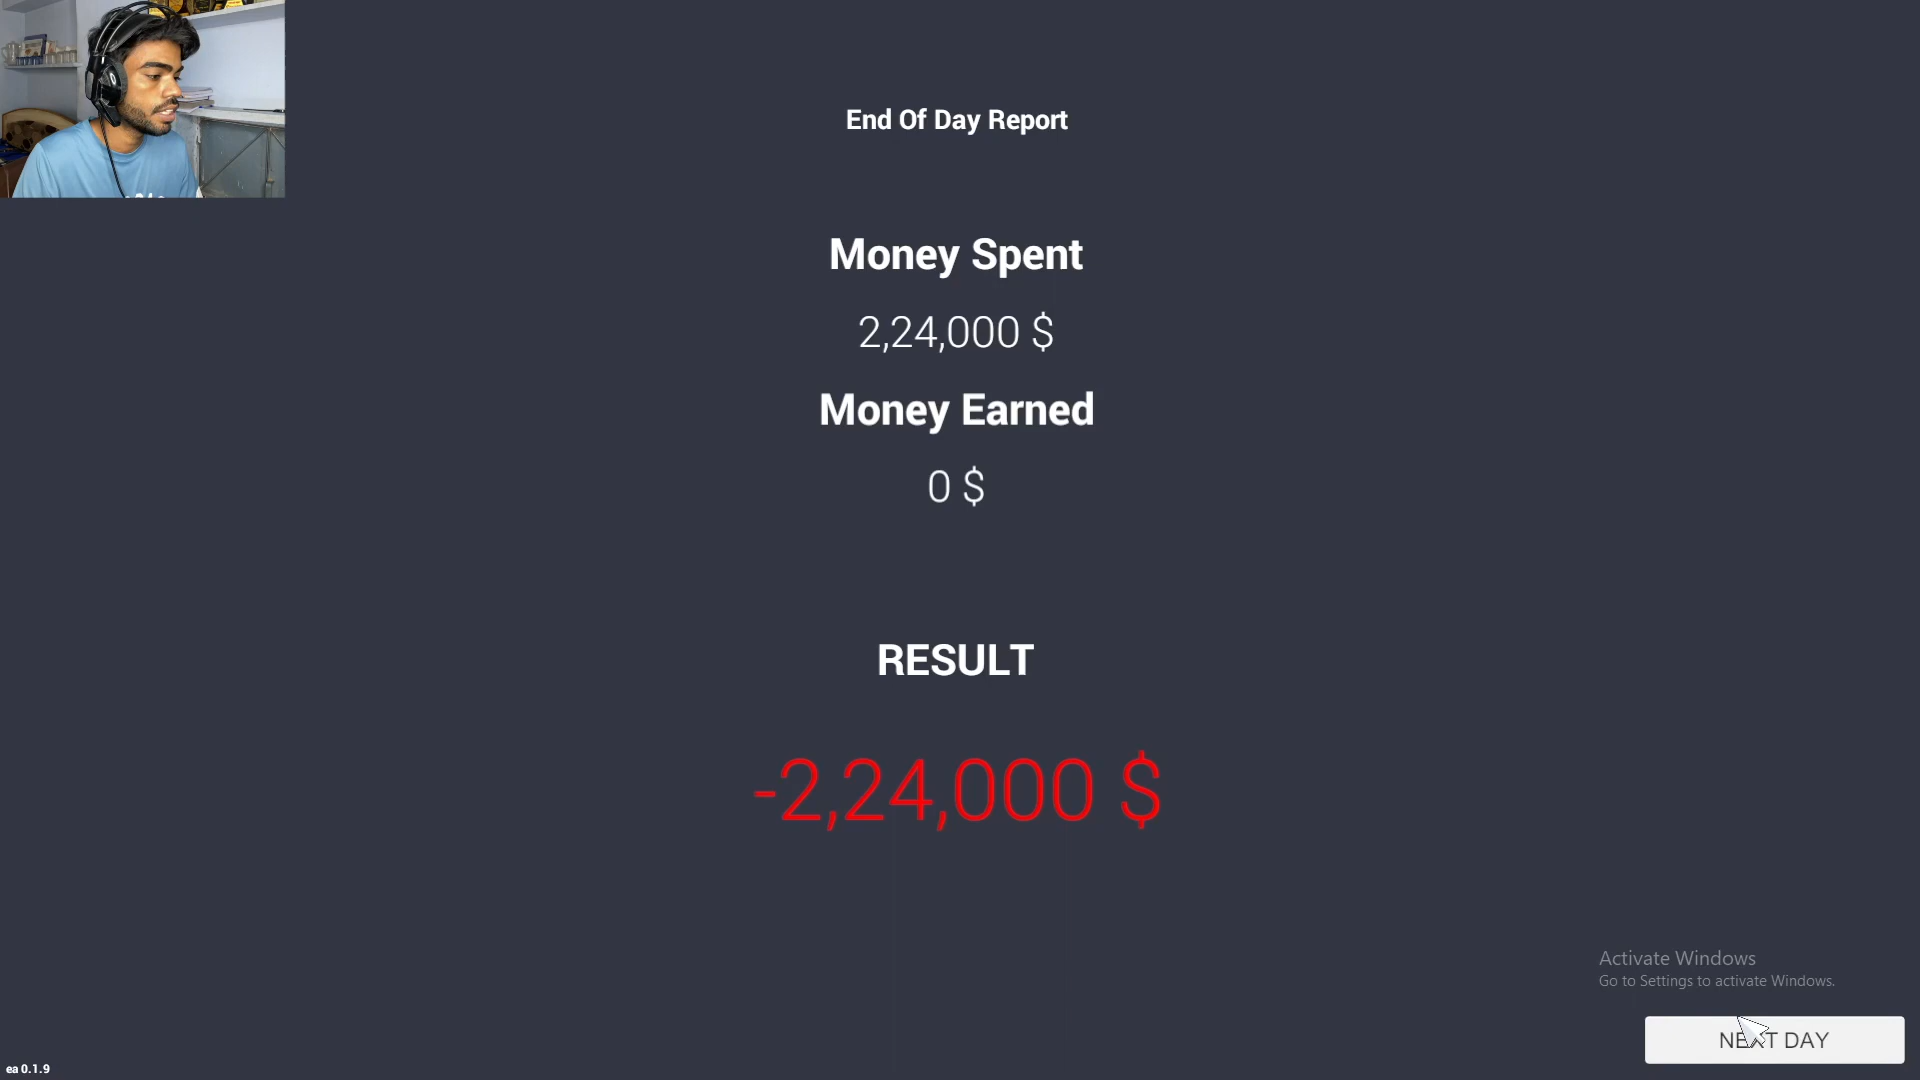 End Of Day Report
Money Spent
2,24,000 $
Money Earned
0 $
RESULT
-2,24,000 $
Activate Windows
Go to Settings to activate Windows.
NEXT DAY
ea 0.1.9